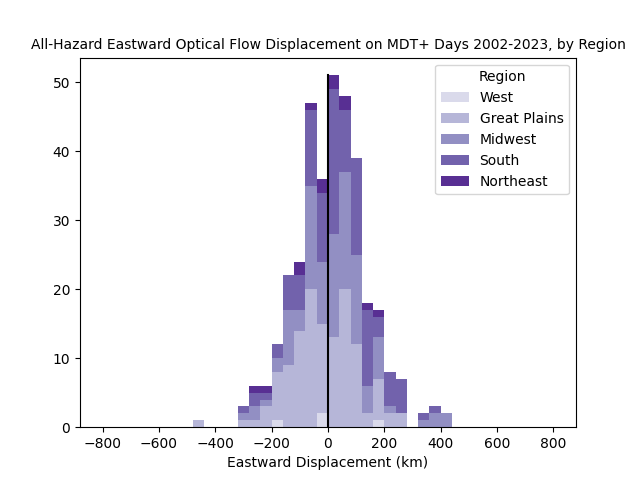 All-Hazard Eastward Optical Flow Displacement on MDT+ Days 2002-2023, by Region
50
40
30
20
10
0
Region
West
Great Plains
Midwest
South
Northeast
−800 −600 −400 −200 0 200 400 600 800
Eastward Displacement (km)